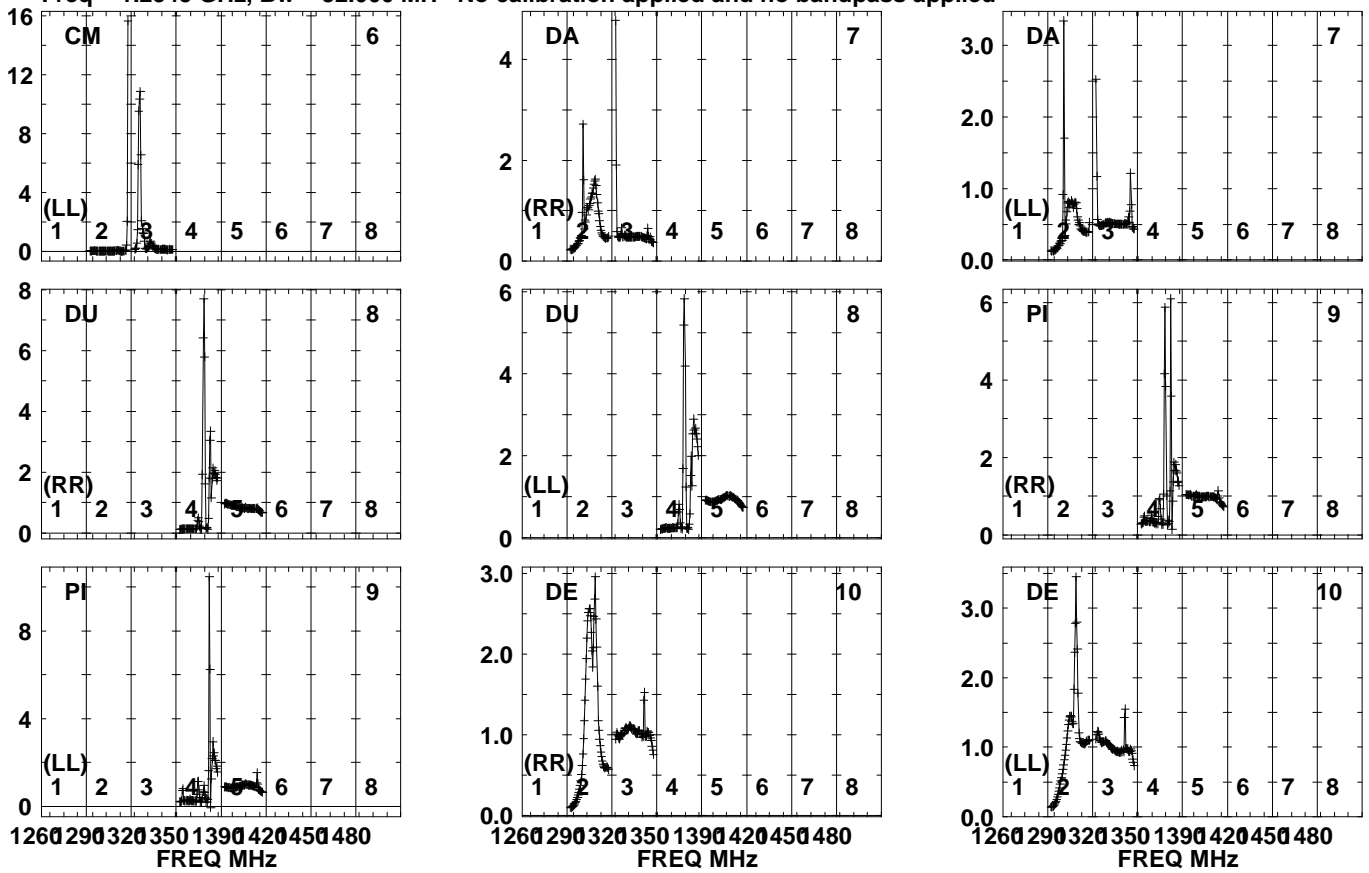 No calibration applied and no bandpass applied
CM 6
16
12
8
4
0
(LL)
1 2 3 4 5 6 7 8
DA 7
4
2
0
(RR)
1 2 3 4 5 6 7 8
DA 7
3.0
2.0
1.0
0.0
(LL)
1 2 3 4 5 6 7 8
DU 8
8
6
4
2
0
(RR)
1 2 3 4 5 6 7 8
DU 8
6
4
2
0
(LL)
1 2 3 4 5 6 7 8
PI 9
6
4
2
0
(RR)
1 2 3 4 5 6 7 8
PI 9
8
4
0
(LL)
1 2 3 4 5 6 7 8
1260 1290 1320 1350 1390 1420 1450 1480
FREQ MHz
DE 10
3.0
2.0
1.0
0.0
(RR)
1 2 3 4 5 6 7 8
1260 1290 1320 1350 1390 1420 1450 1480
FREQ MHz
DE 10
3.0
2.0
1.0
0.0
(LL)
1 2 3 4 5 6 7 8
1260 1290 1320 1350 1390 1420 1450 1480
FREQ MHz